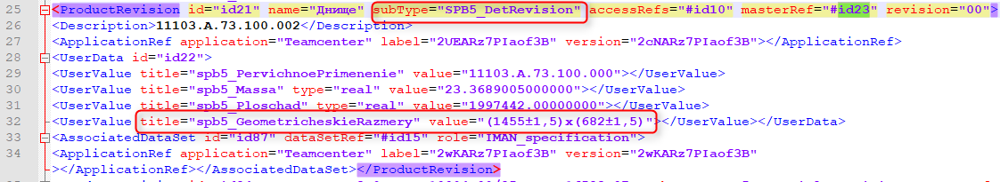 25 <ProductRevision id="id21" name="Днище" subType="SPB5_DetRevision" accessRefs="#id10" masterRef="#id23" revision="00">
26 <Description>11103.A.73.100.002</Description>
27 <ApplicationRef application="Teamcenter" label="2UEARz7PIaof3B" version="2cNARz7PIaof3B"></ApplicationRef>
28 <UserData id="id22">
29 <UserValue title="spb5_PervichnoePrimenenie" value="11103.A.73.100.000"></UserValue>
30 <UserValue title="spb5_Massa" type="real" value="23.3689005000000"></UserValue>
31 <UserValue title="spb5_Ploschad" type="real" value="1997442.00000000"></UserValue>
32 <UserValue title="spb5_GeometricheskieRazmery" value="(1455±1,5)x(682±1,5)"></UserValue></UserData>
33 <AssociatedDataSet id="id87" dataSetRef="#id15" role="IMAN_specification">
34 <ApplicationRef application="Teamcenter" label="2wKARz7PIaof3B" version="2wKARz7PIaof3B"
></ApplicationRef></AssociatedDataSet></ProductRevision>